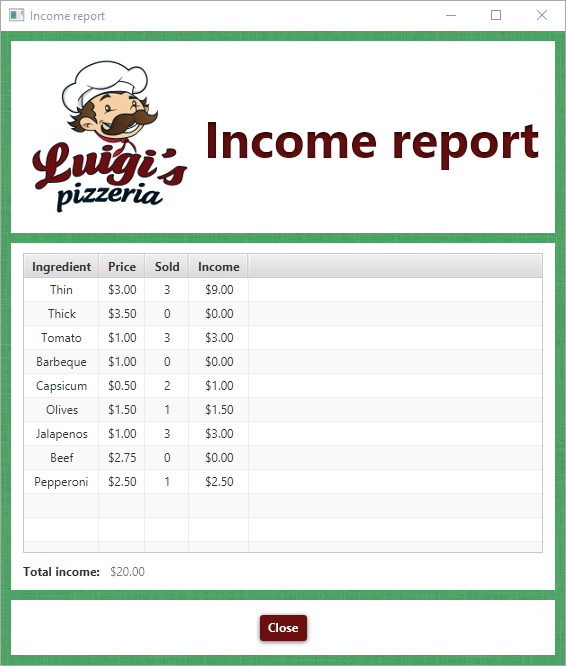 Income report
Luigi's
pizzeria
Income report
Ingredient Price Sold Income
Thin $3.00 3 $9.00
Thick $3.50 0 $0.00
Tomato $1.00 3 $3.00
Barbeque $1.00 0 $0.00
Capsicum $0.50 2 $1.00
Olives $1.50 1 $1.50
Jalapenos $1.00 3 $3.00
Beef $2.75 0 $0.00
Pepperoni $2.50 1 $2.50
Total income: $20.00
Close